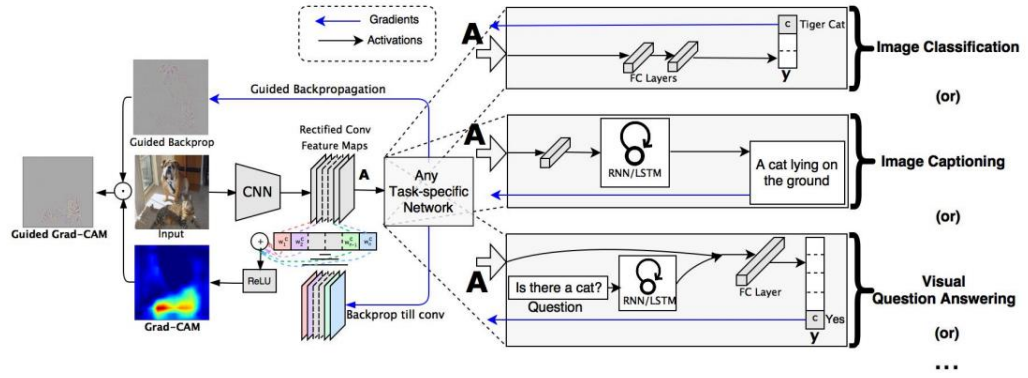 Gradients
Activations
Guided Backpropagation
Guided Backprop
Rectified Conv
Feature Maps
A
CNN
Input
Guided Grad-CAM
Any
Task-specific
Network
+
ReLU
Grad-CAM
Backprop till conv
A
FC Layers
c
Tiger Cat
y
Image Classification
(or)
A
RNN/LSTM
A cat lying on
the ground
Image Captioning
(or)
A
Is there a cat?
Question
RNN/LSTM
FC Layer
c
Yes
y
Visual
Question Answering
(or)
...